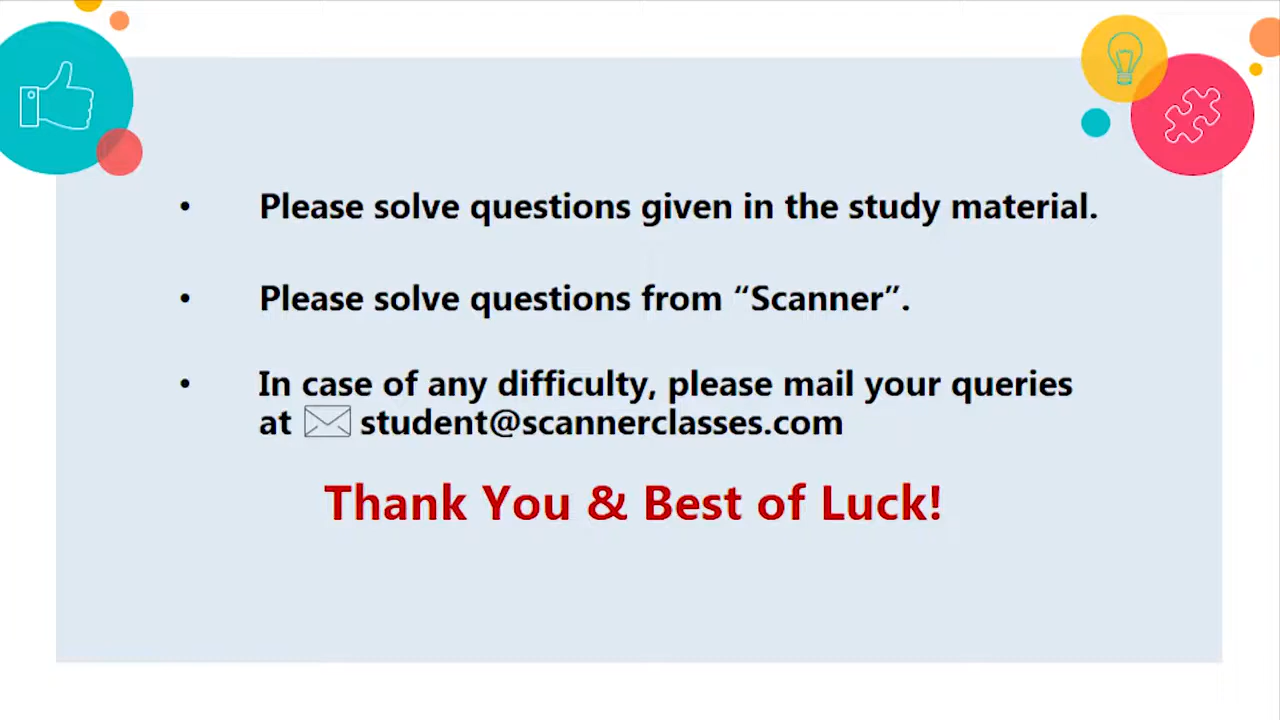 • Please solve questions given in the study material.
• Please solve questions from “Scanner”.
• In case of any difficulty, please mail your queries
at student@scannerclasses.com
Thank You & Best of Luck!